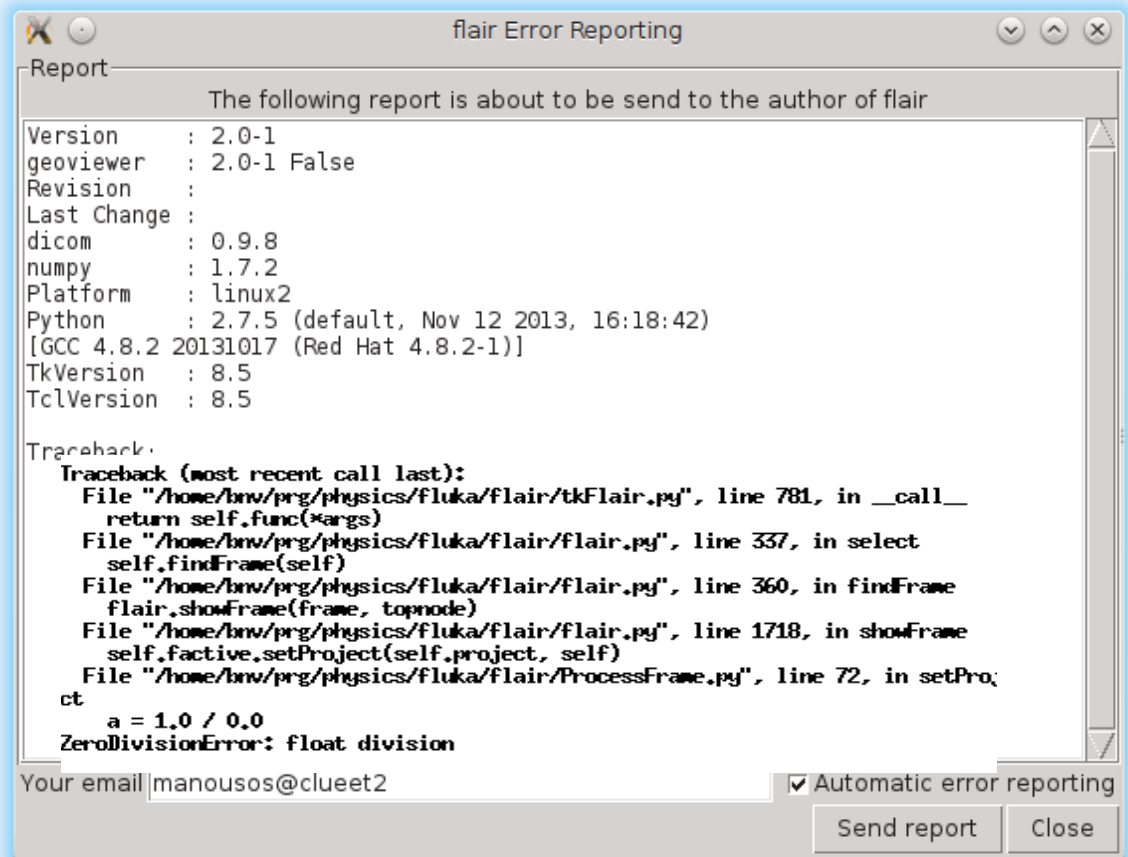 flair Error Reporting
Report
The following report is about to be send to the author of flair
Version : 2.0-1
geoviewer : 2.0-1 False
Revision :
Last Change :
dicom : 0.9.8
numpy : 1.7.2
Platform : linux2
Python : 2.7.5 (default, Nov 12 2013, 16:18:42)
[GCC 4.8.2 20131017 (Red Hat 4.8.2-1)]
TkVersion : 8.5
TclVersion : 8.5
Traceback:
Traceback (most recent call last):
File "/home/bnv/prg/physics/fluka/flair/tkFlair.py", line 781, in __call__
return self.func(*args)
File "/home/bnv/prg/physics/fluka/flair/flair.py", line 337, in select
self.findFrame(self)
File "/home/bnv/prg/physics/fluka/flair/flair.py", line 360, in findFrame
flair.showFrame(frame, topnode)
File "/home/bnv/prg/physics/fluka/flair/flair.py", line 1718, in showFrame
self.factive.setProject(self.project, self)
File "/home/bnv/prg/physics/fluka/flair/ProcessFrame.py", line 72, in setProj
ct
a = 1.0 / 0.0
ZeroDivisionError: float division
Your email manousos@clueet2 Automatic error reporting
Send report Close